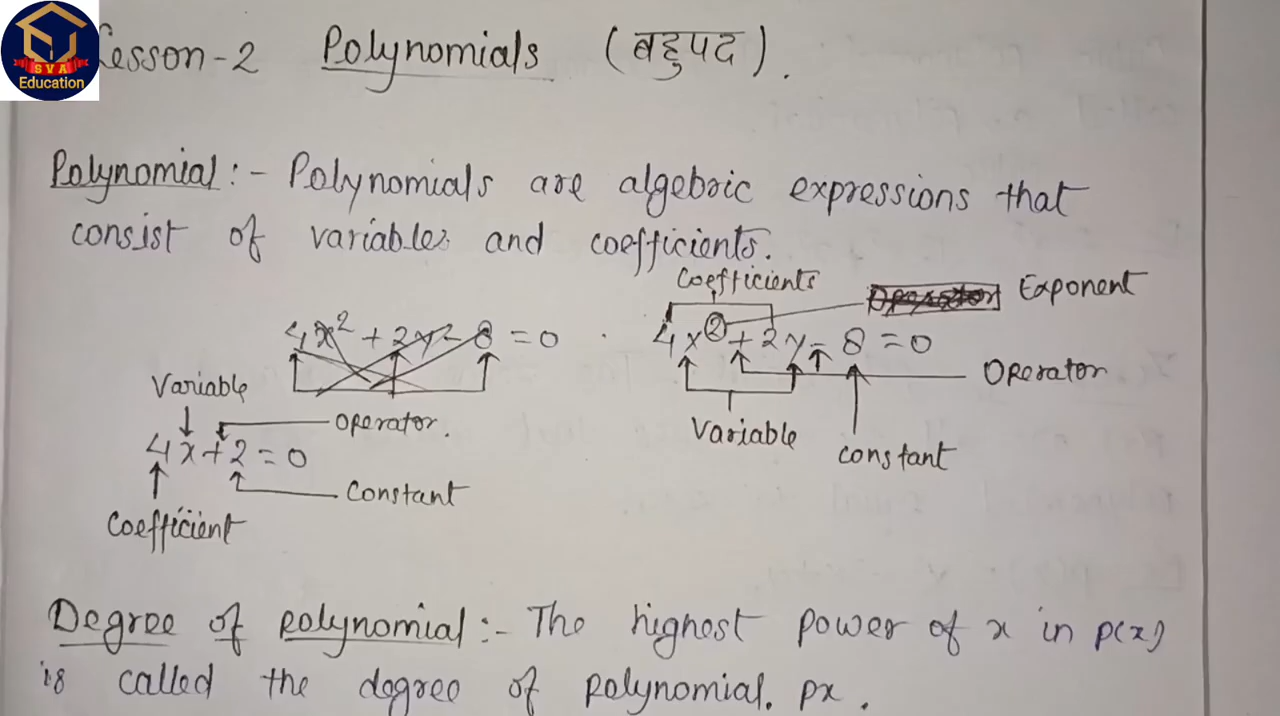 SVA
Education
Lesson-2 Polynomials (बहुपद).
Polynomial :- Polynomials are algebric expressions that
consist of variables and coefficients.
Coefficients
Exponent
4x² + 2y - 8 = 0
4x² + 2y - 8 = 0
Operator
Variable
constant
Variable
operator.
4x + 2 = 0
Constant
Coefficient
Degree of polynomial :- The highest power of x in p(x)
is called the degree of polynomial. px.